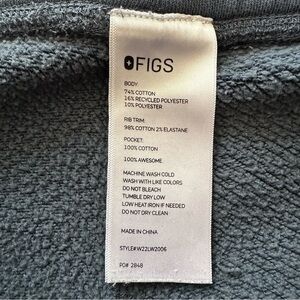 FIGS
BODY
74% COTTON
16% RECYCLED POLYESTER
10% POLYESTER
RIB TRIM:
98% COTTON 2% ELASTANE
POCKET:
100% COTTON
100% AWESOME
MACHINE WASH COLD
WASH WITH LIKE COLORS
DO NOT BLEACH
TUMBLE DRY LOW
LOW HEAT IRON IF NEEDED
DO NOT DRY CLEAN
MADE IN CHINA
STYLE#W22LW2006
PO# 2848